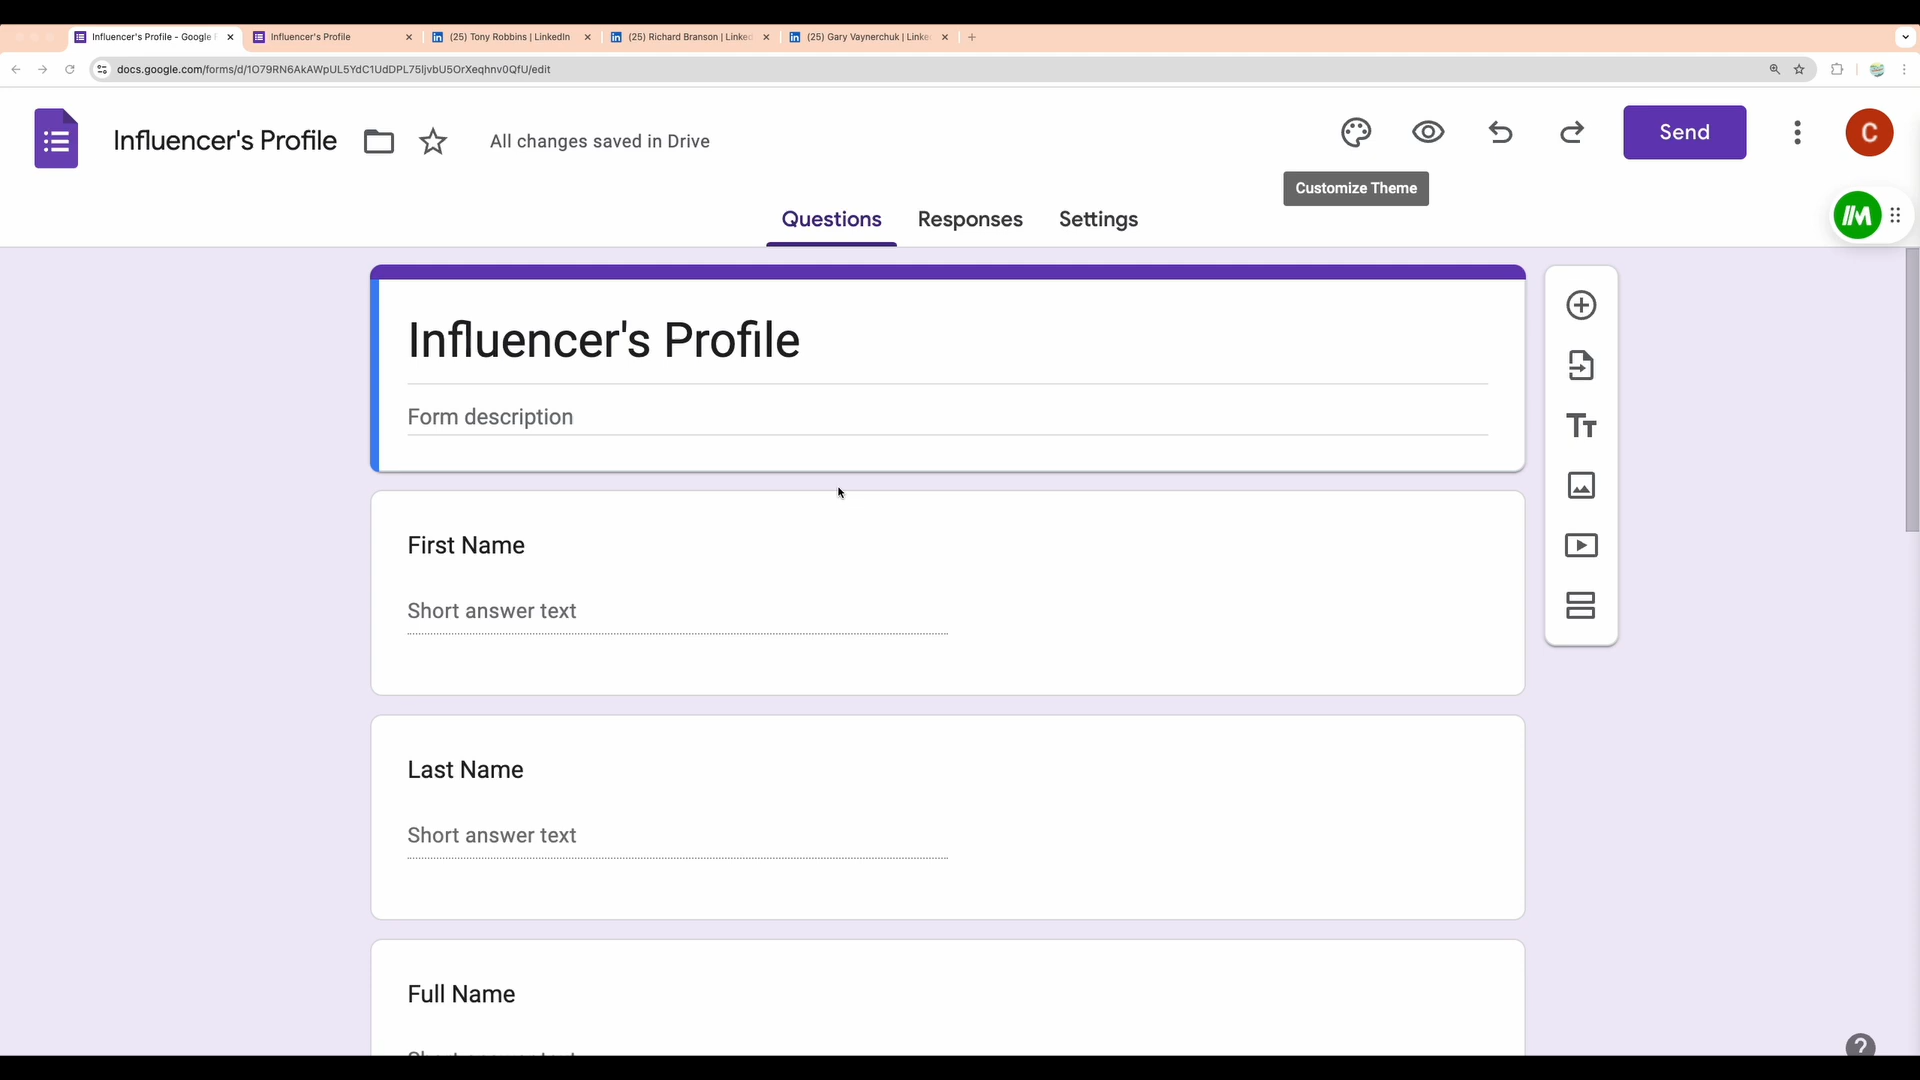 Influencer's Profile - Google
Influencer's Profile
(25) Tony Robbins | LinkedIn
(25) Richard Branson | Linked
(25) Gary Vaynerchuk | Linke
docs.google.com/forms/d/1O79RN6AkAWpUL5YdC1UdDPL75ljvbU5OrXeqhnv0QfU/edit
Influencer's Profile
All changes saved in Drive
Send
C
Customize Theme
Questions
Responses
Settings
Influencer's Profile
Form description
First Name
Short answer text
Last Name
Short answer text
Full Name